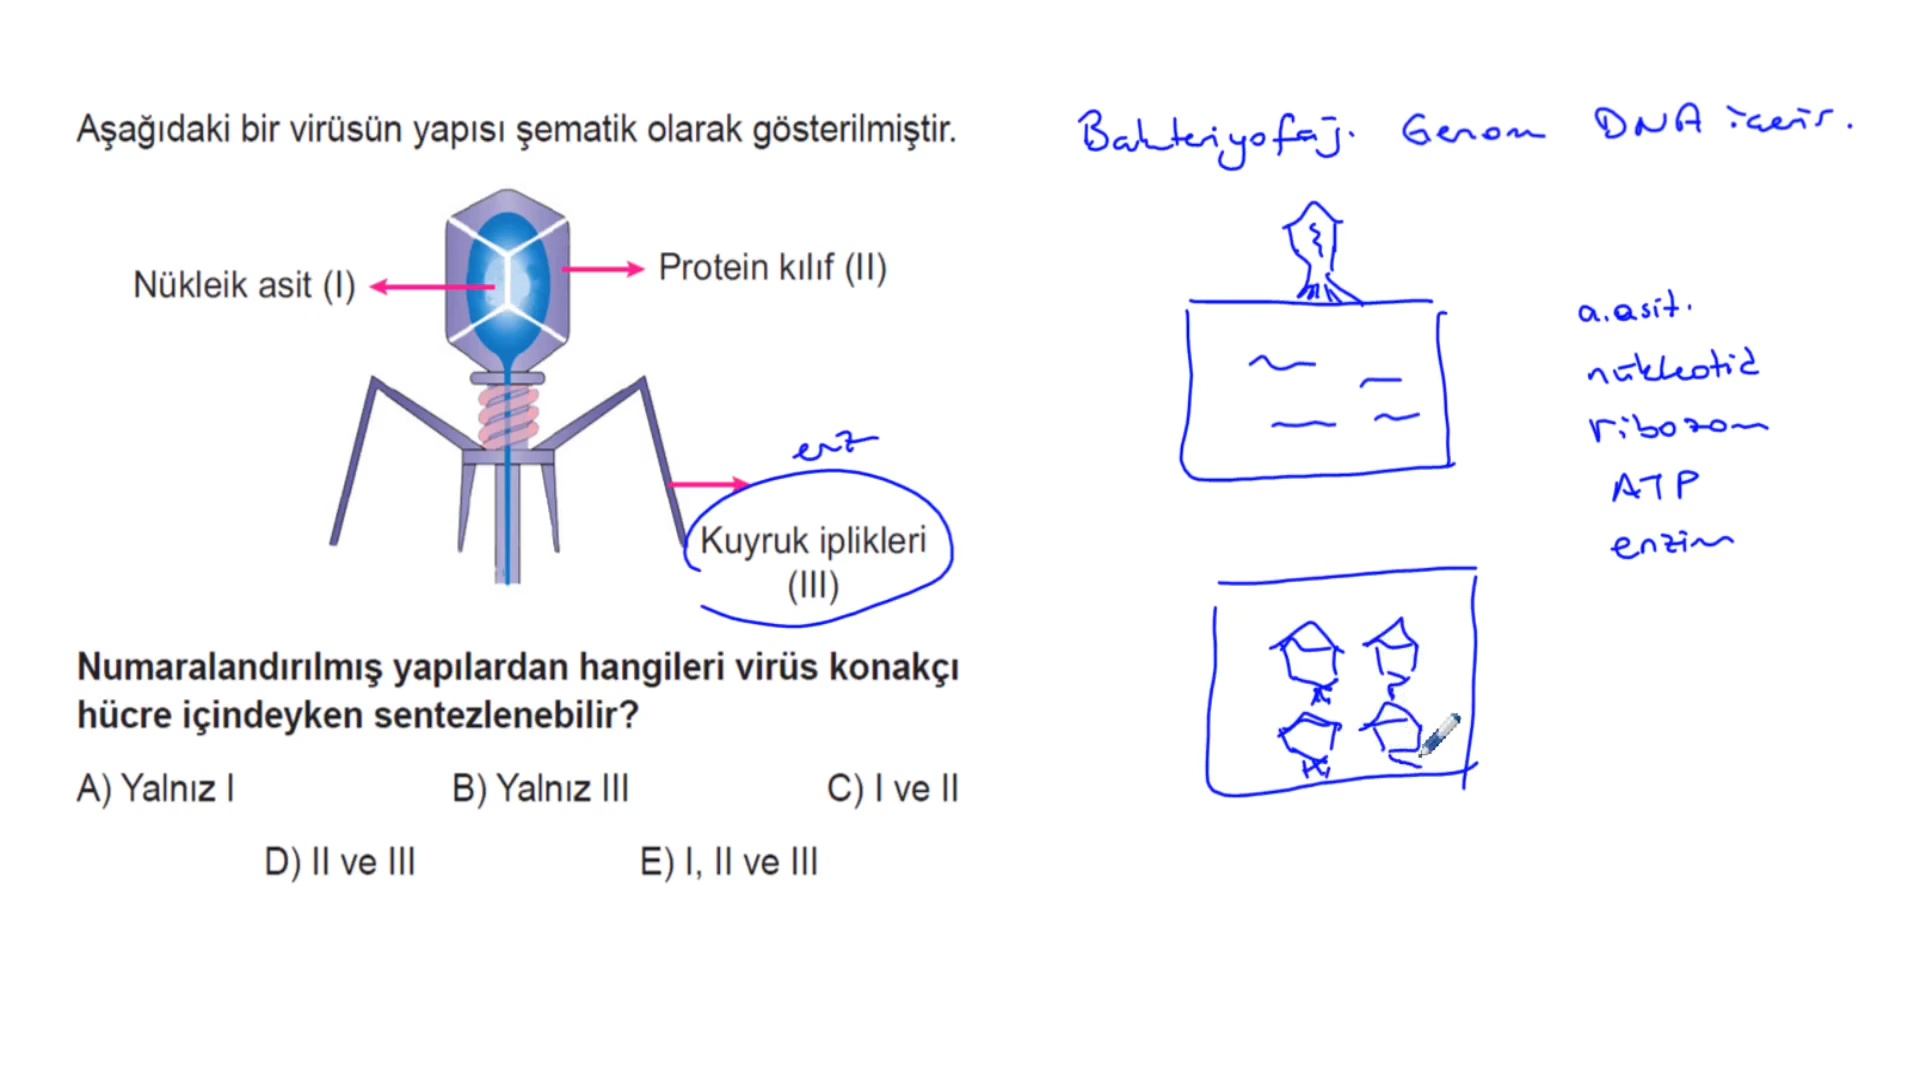 Aşağıdaki bir virüsün yapısı şematik olarak gösterilmiştir.
Nükleik asit (I)
Protein kılıf (II)
enz
Kuyruk iplikleri
(III)
Numaralandırılmış yapılardan hangileri virüs konakçı
hücre içindeyken sentezlenebilir?
A) Yalnız I B) Yalnız III C) I ve II
D) II ve III E) I, II ve III
Bakteriyofaj. Genom DNA içerir.
a.asit.
nükleotid
ribozom
ATP
enzim